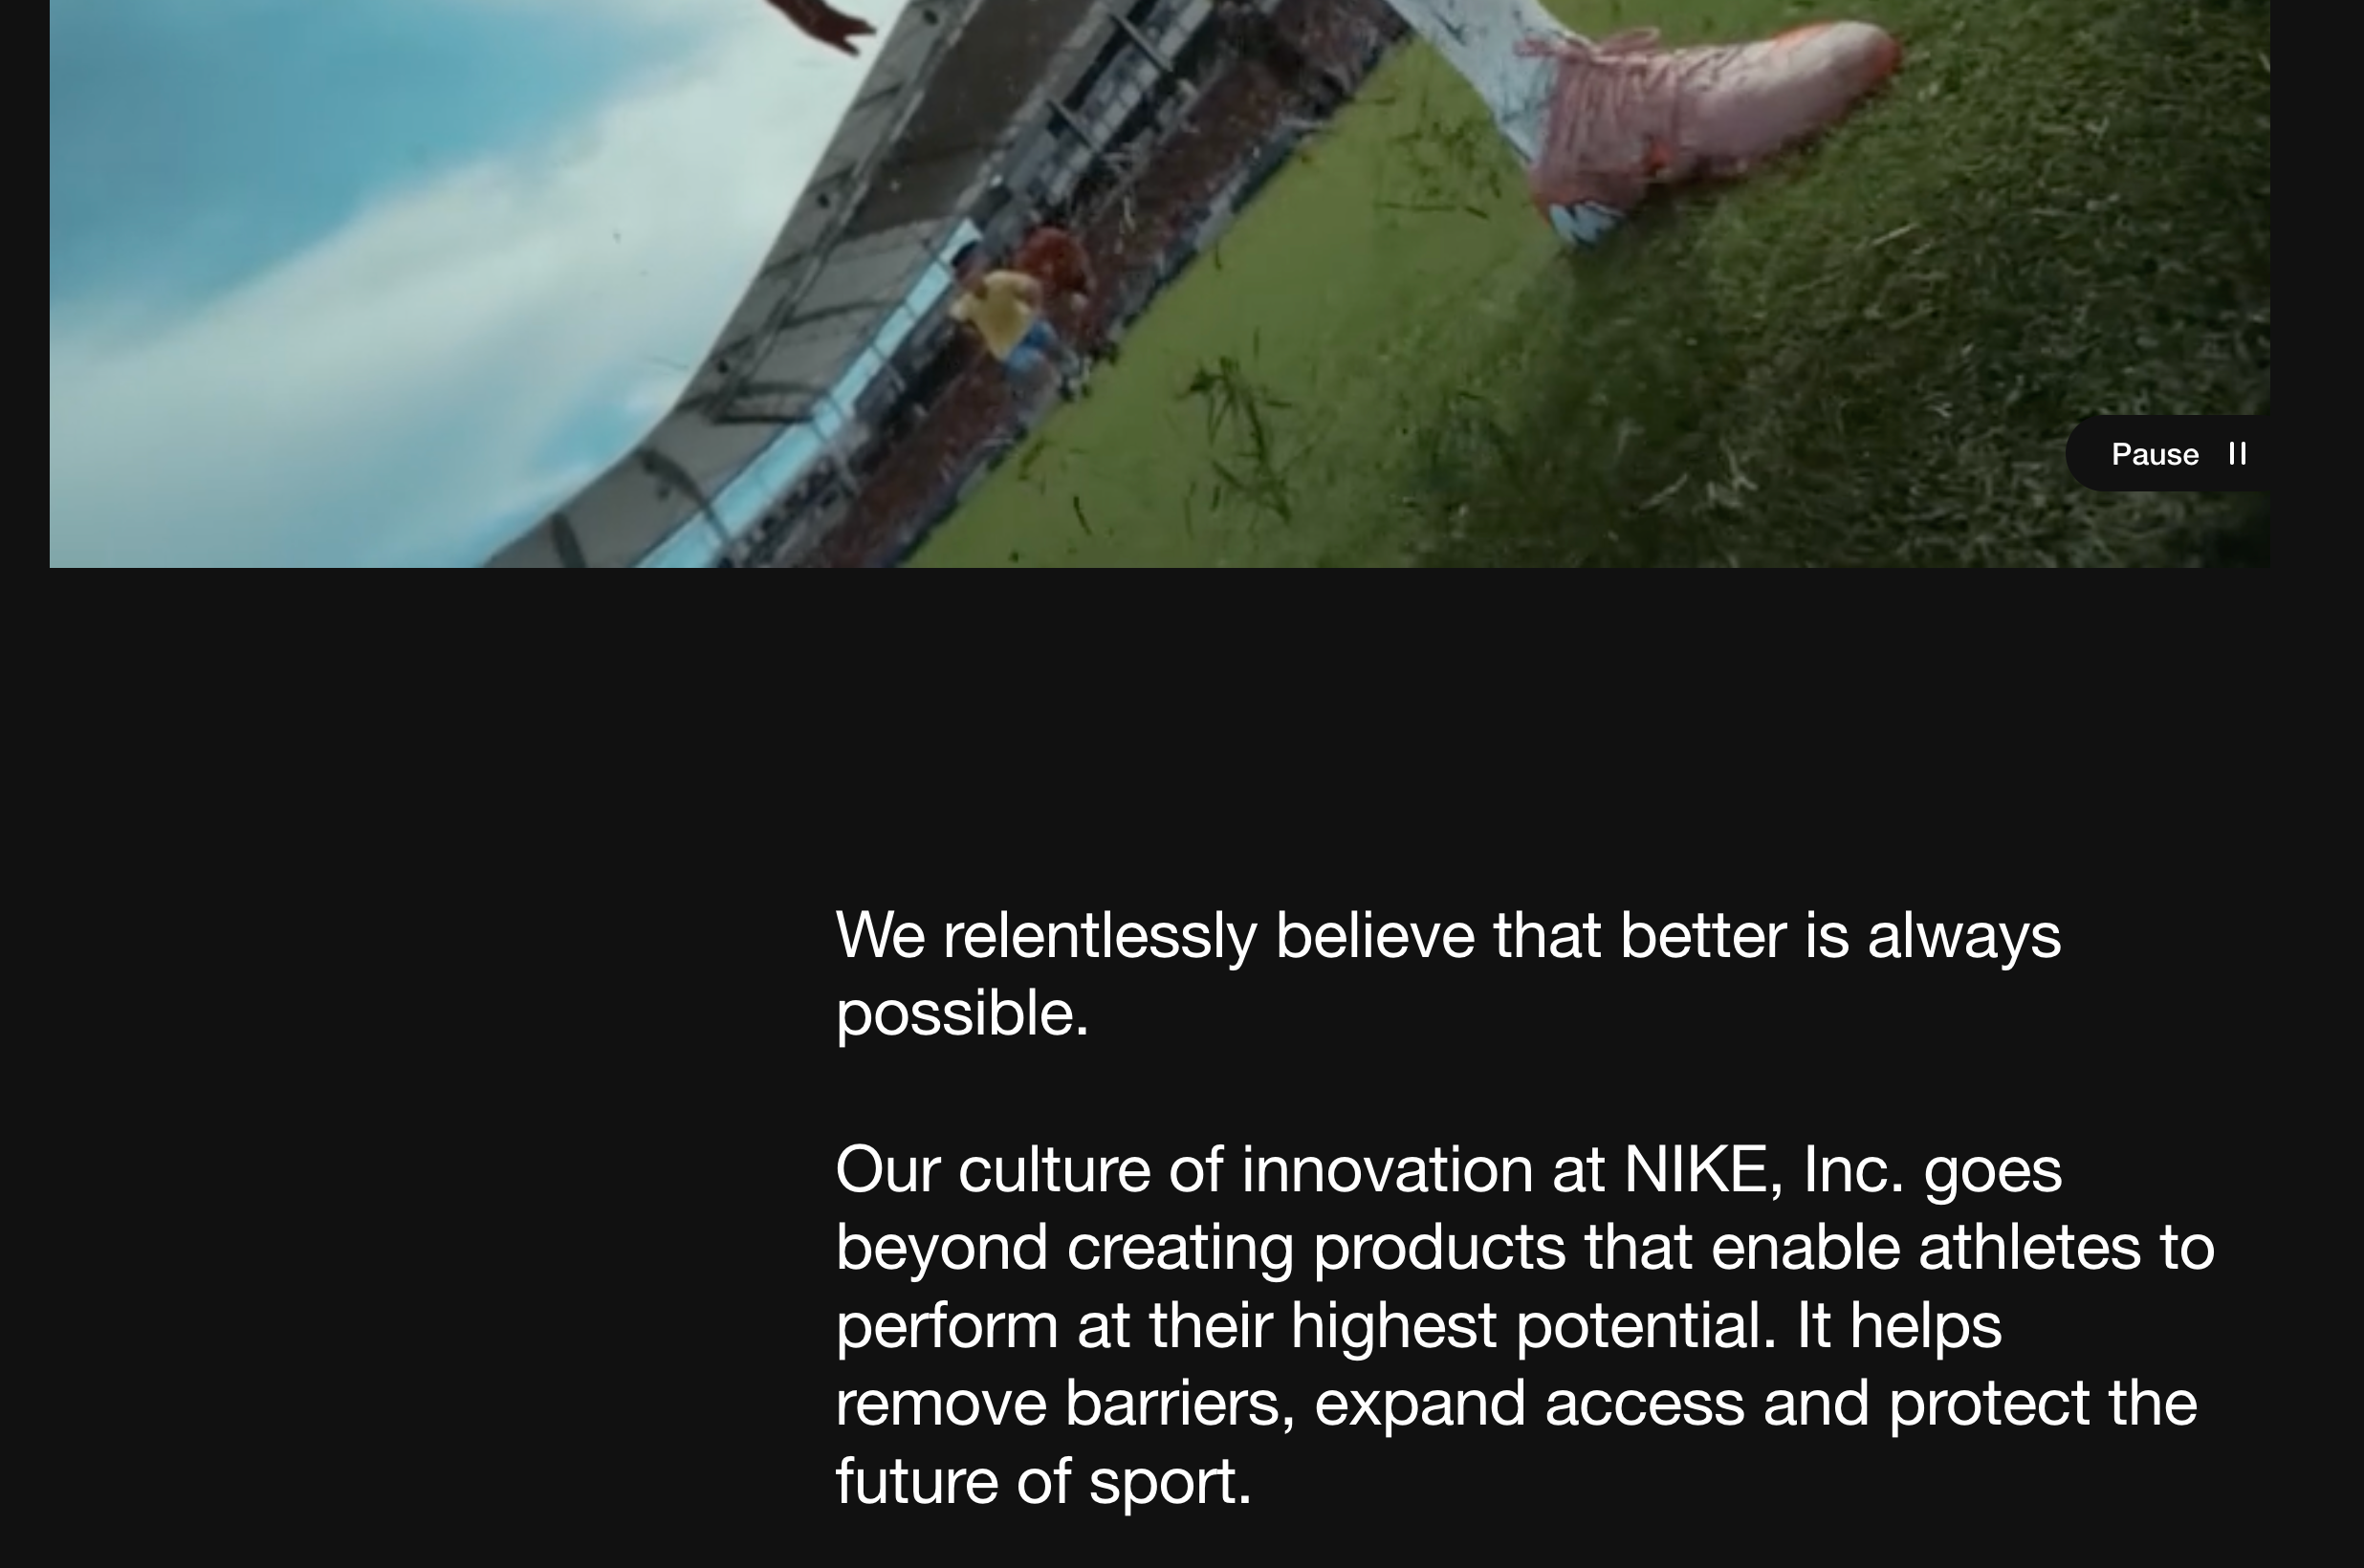 Pause
We relentlessly believe that better is always
possible.
Our culture of innovation at NIKE, Inc. goes
beyond creating products that enable athletes to
perform at their highest potential. It helps
remove barriers, expand access and protect the
future of sport.